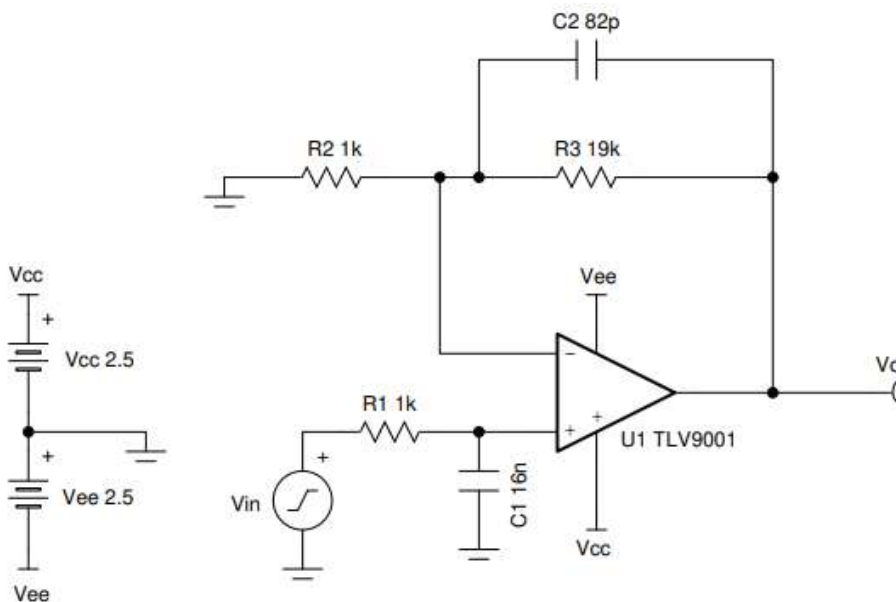 C2 82p
R2 1k
R3 19k
Vcc
+
Vcc 2.5
+
Vee 2.5
Vee
Vee
−
+
+
U1 TLV9001
Vcc
R1 1k
+
Vin
C1 16n